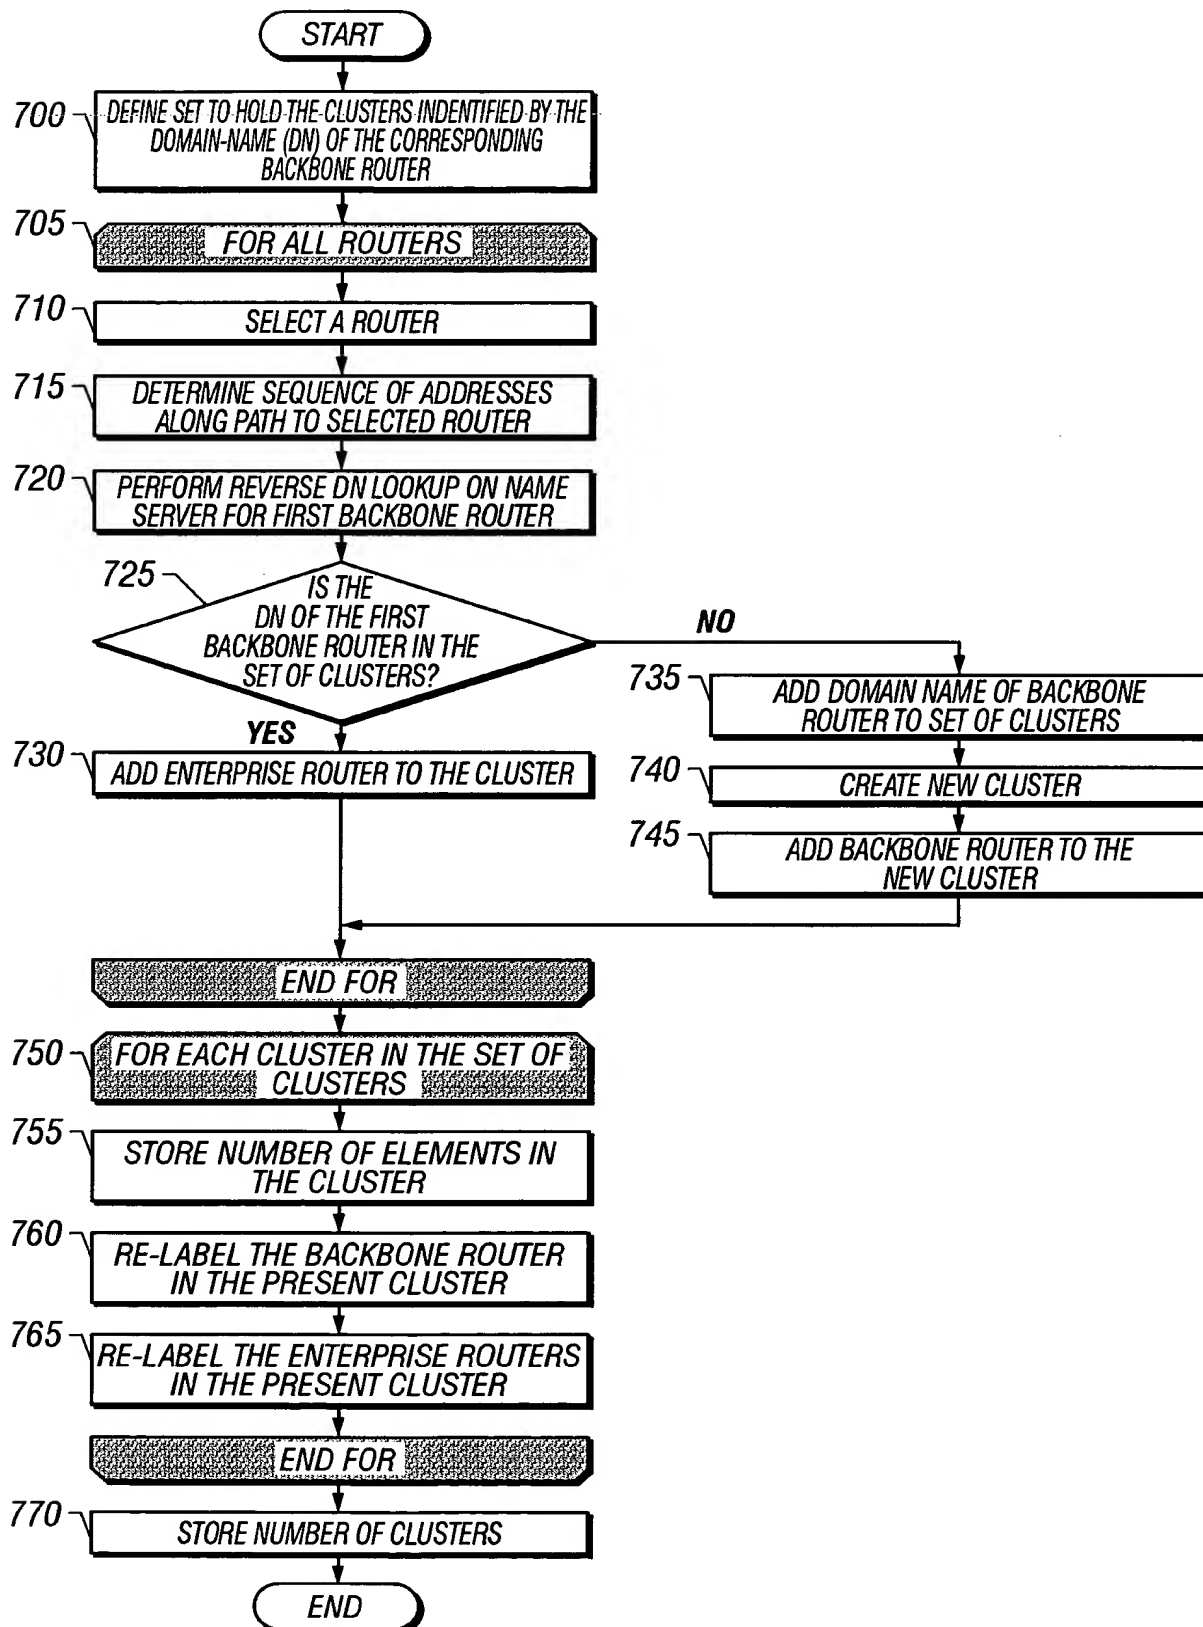 START
700
DEFINE SET TO HOLD THE CLUSTERS INDENTIFIED BY THE
DOMAIN-NAME (DN) OF THE CORRESPONDING
BACKBONE ROUTER
705
FOR ALL ROUTERS
710
SELECT A ROUTER
715
DETERMINE SEQUENCE OF ADDRESSES
ALONG PATH TO SELECTED ROUTER
720
PERFORM REVERSE DN LOOKUP ON NAME
SERVER FOR FIRST BACKBONE ROUTER
725
IS THE
DN OF THE FIRST
BACKBONE ROUTER IN THE
SET OF CLUSTERS?
NO
YES
730
ADD ENTERPRISE ROUTER TO THE CLUSTER
735
ADD DOMAIN NAME OF BACKBONE
ROUTER TO SET OF CLUSTERS
740
CREATE NEW CLUSTER
745
ADD BACKBONE ROUTER TO THE
NEW CLUSTER
END FOR
750
FOR EACH CLUSTER IN THE SET OF
CLUSTERS
755
STORE NUMBER OF ELEMENTS IN
THE CLUSTER
760
RE-LABEL THE BACKBONE ROUTER
IN THE PRESENT CLUSTER
765
RE-LABEL THE ENTERPRISE ROUTERS
IN THE PRESENT CLUSTER
END FOR
770
STORE NUMBER OF CLUSTERS
END